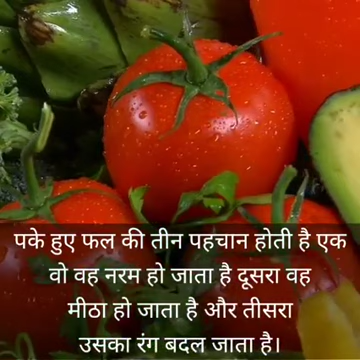 पके हुए फल की तीन पहचान होती है एक
वो वह नरम हो जाता है दूसरा वह
मीठा हो जाता है और तीसरा
उसका रंग बदल जाता है।